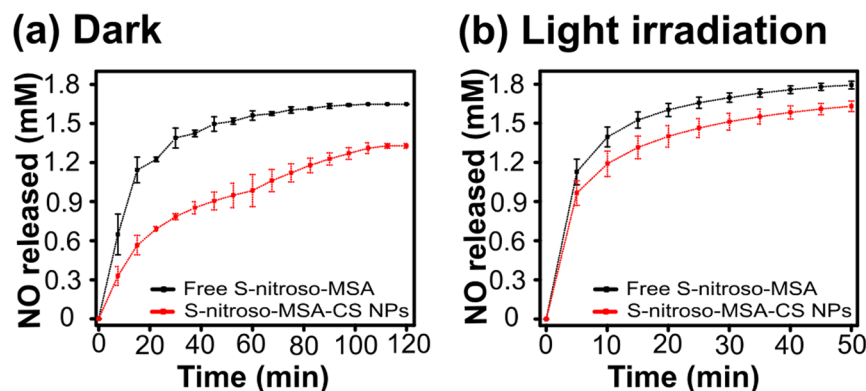 (a) Dark
NO released (mM)
1.8
1.5
1.2
0.9
0.6
0.3
0
Free S-nitroso-MSA
S-nitroso-MSA-CS NPs
0 20 40 60 80 100 120
Time (min)
(b) Light irradiation
NO released (mM)
1.8
1.5
1.2
0.9
0.6
0.3
0
Free S-nitroso-MSA
S-nitroso-MSA-CS NPs
0 10 20 30 40 50
Time (min)